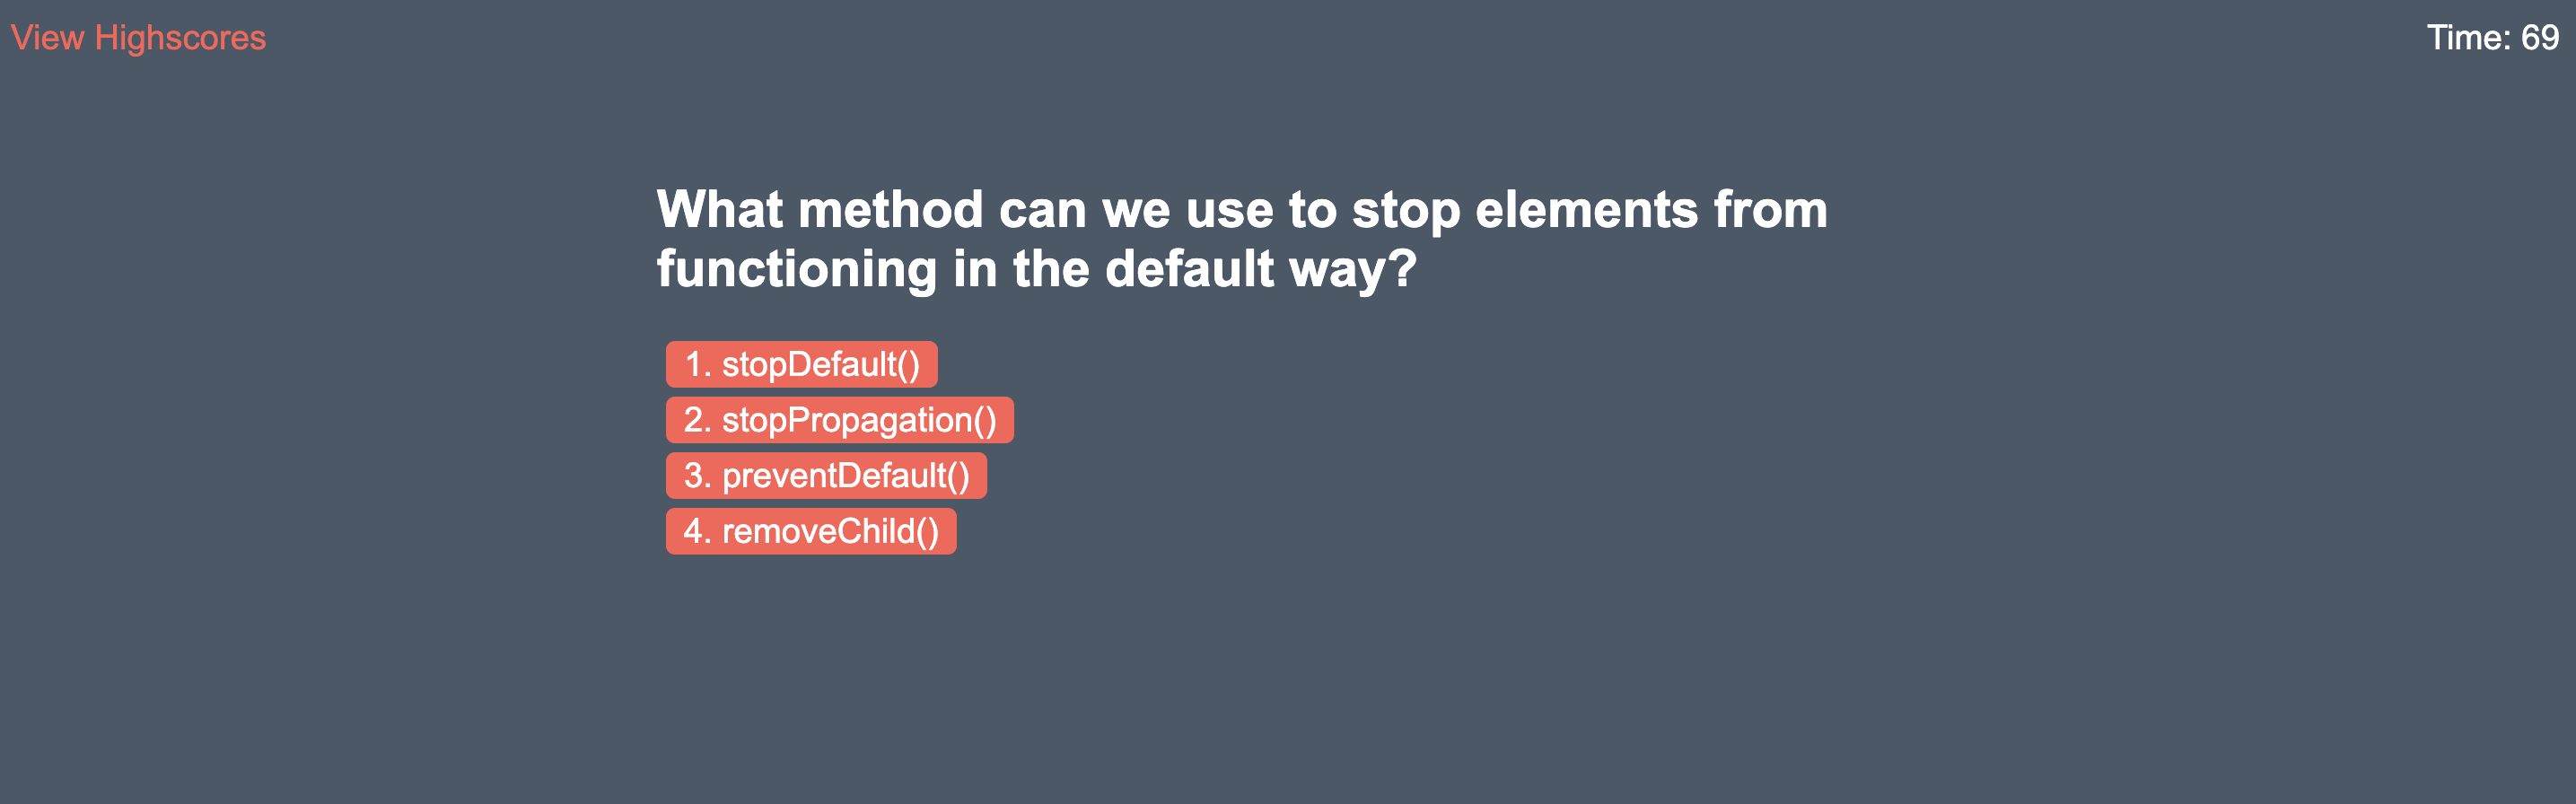 View Highscores
Time: 69
What method can we use to stop elements from
functioning in the default way?
1. stopDefault()
2. stopPropagation()
3. preventDefault()
4. removeChild()